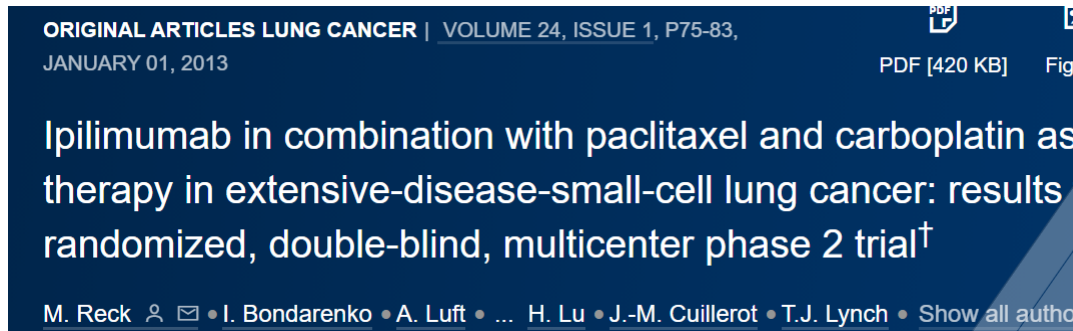 ORIGINAL ARTICLES LUNG CANCER | VOLUME 24, ISSUE 1, P75-83,
JANUARY 01, 2013
PDF
PDF [420 KB]
Ipilimumab in combination with paclitaxel and carboplatin as
therapy in extensive-disease-small-cell lung cancer: results
randomized, double-blind, multicenter phase 2 trial†
M. Reck • I. Bondarenko • A. Luft • ... H. Lu • J.-M. Cuillerot • T.J. Lynch • Show all